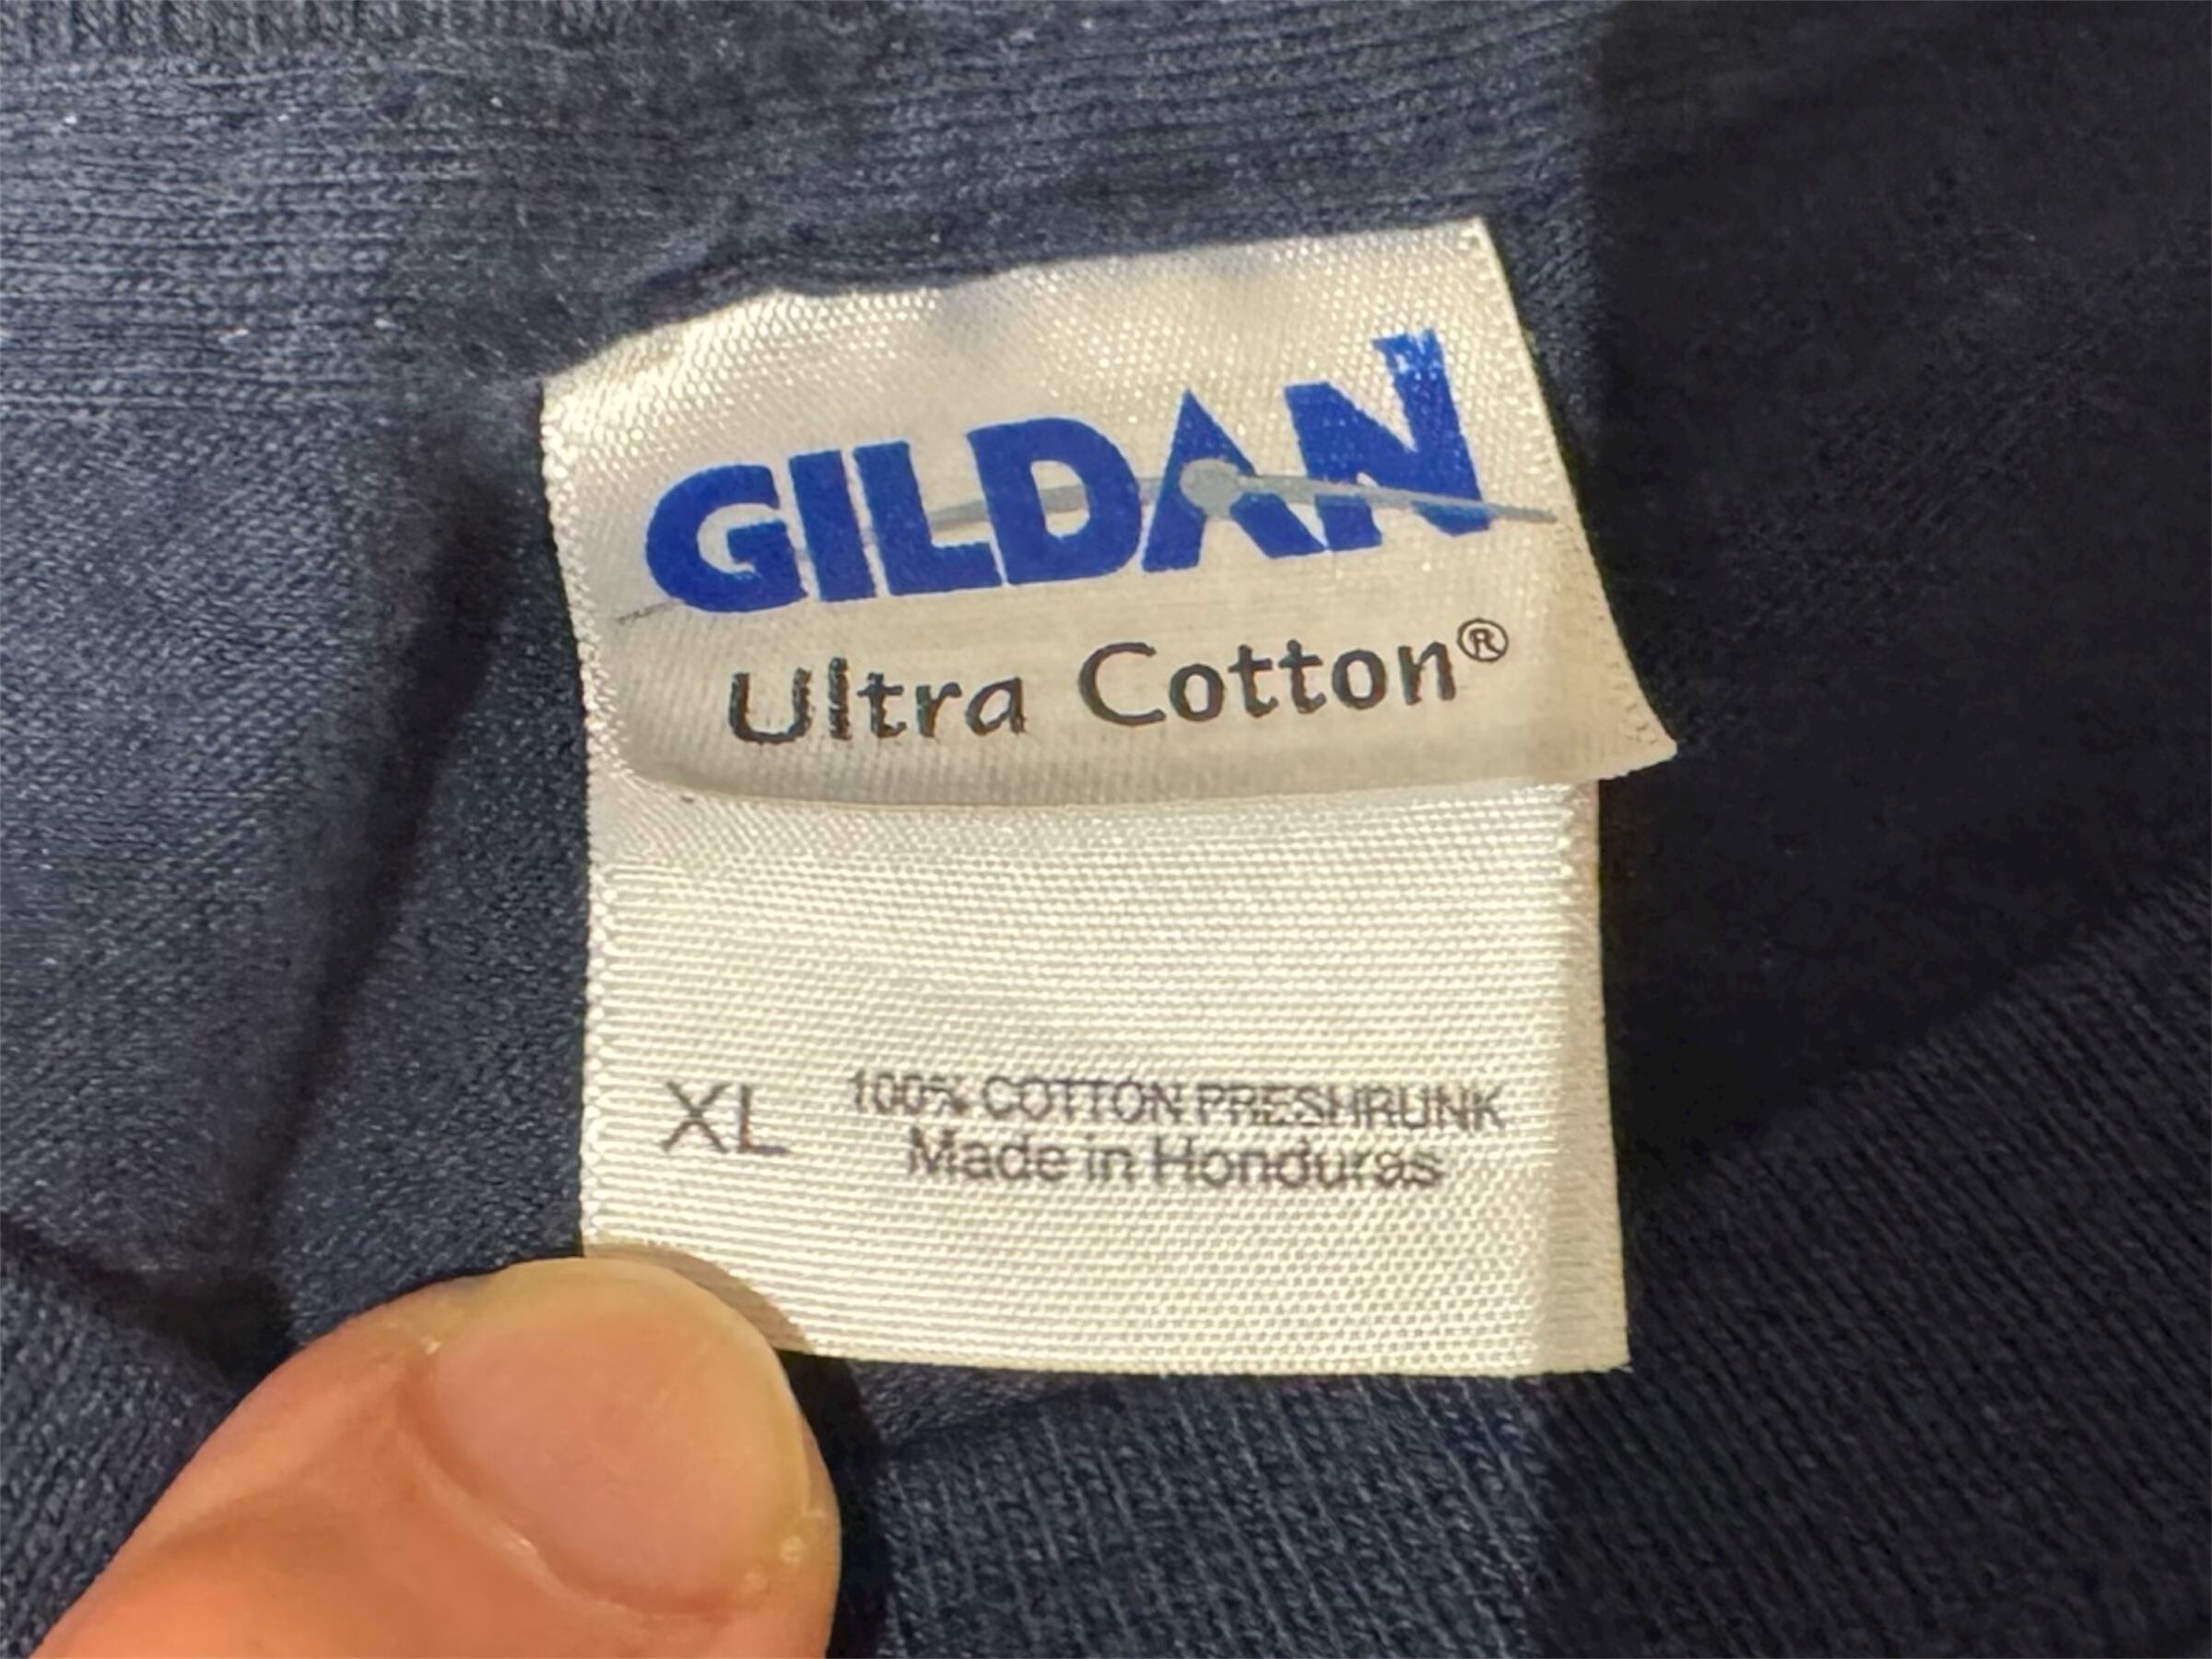 GILDAN
Ultra Cotton®
XL
100% COTTON PRESHRUNK
Made in Honduras